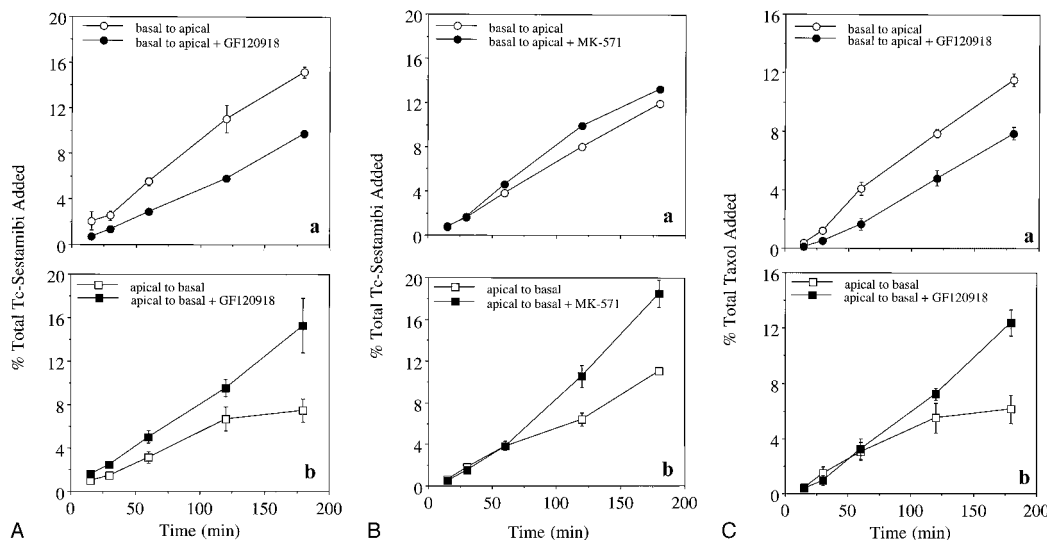 20
16
12
8
4
0
basal to apical
basal to apical + GF120918
a
20
16
12
8
4
0
apical to basal
apical to basal + GF120918
b
0
50
100
150
200
% Total Tc-Sestamibi Added
Time (min)
A
20
16
12
8
4
0
basal to apical
basal to apical + MK-571
a
20
16
12
8
4
0
apical to basal
apical to basal + MK-571
b
0
50
100
150
200
% Total Tc-Sestamibi Added
Time (min)
B
16
12
8
4
0
basal to apical
basal to apical + GF120918
a
16
12
8
4
0
apical to basal
apical to basal + GF120918
b
0
50
100
150
200
% Total Taxol Added
Time (min)
C